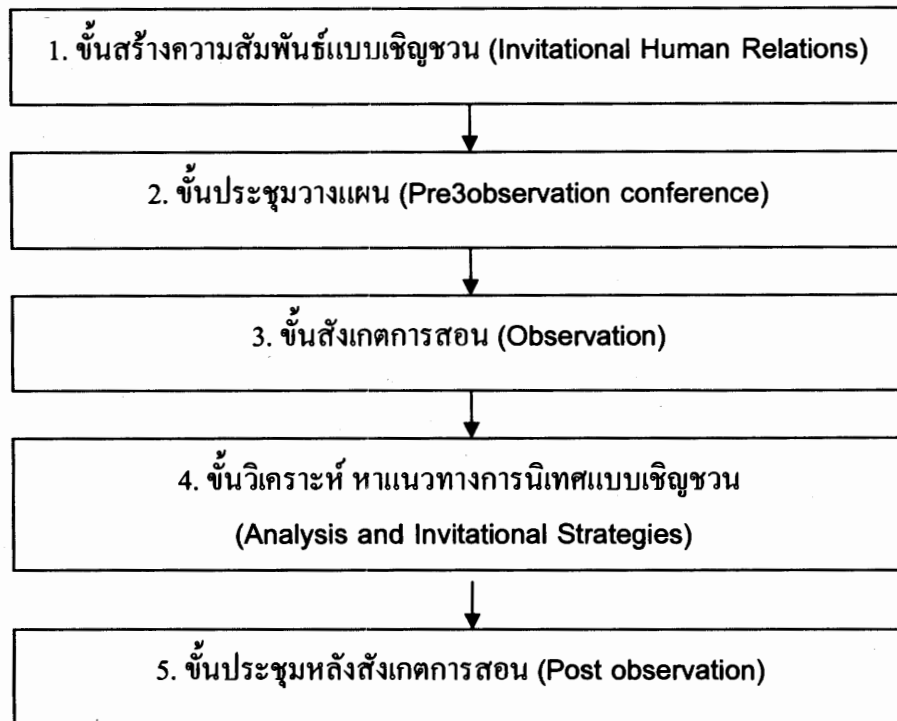 1. ขั้นสร้างความสัมพันธ์แบบเชิญชวน (Invitational Human Relations)
2. ขั้นประชุมวางแผน (Pre3observation conference)
3. ขั้นสังเกตการสอน (Observation)
4. ขั้นวิเคราะห์ หาแนวทางการนิเทศแบบเชิญชวน
(Analysis and Invitational Strategies)
5. ขั้นประชุมหลังสังเกตการสอน (Post observation)